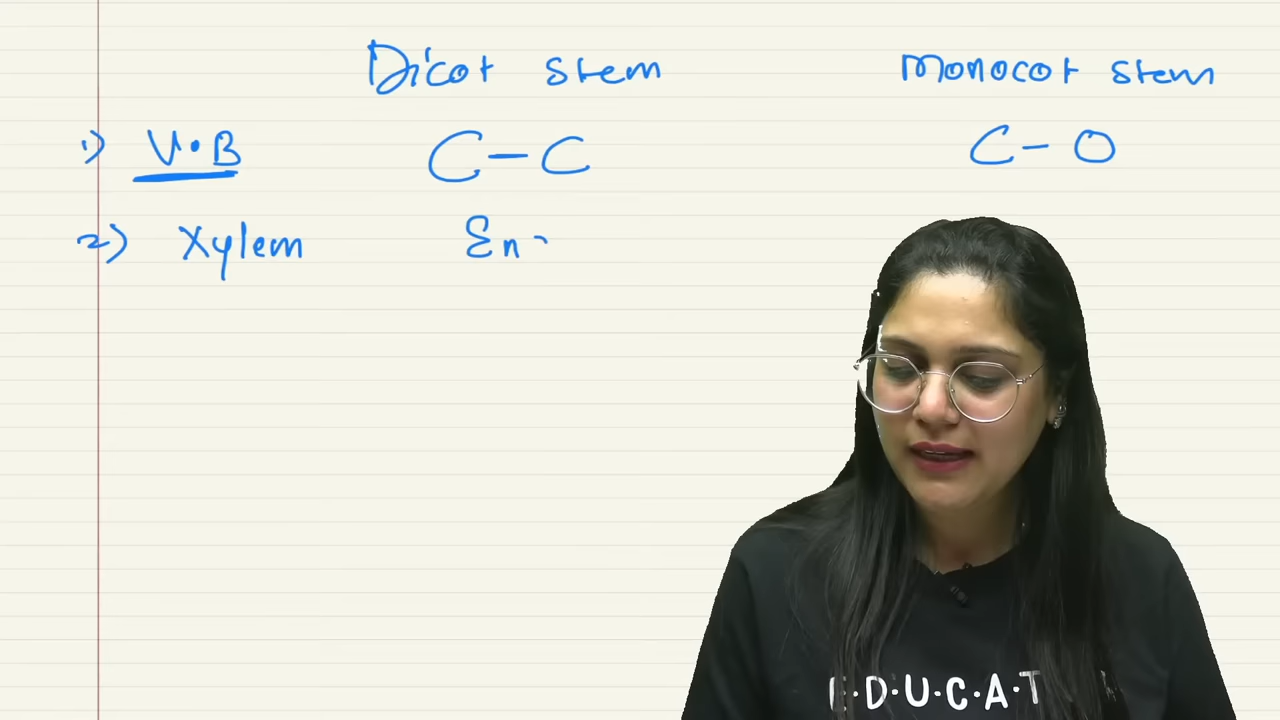 Dicot stem Monocot stem
1) V.B C-C C-O
2) Xylem En
E.D.U.C.A.T